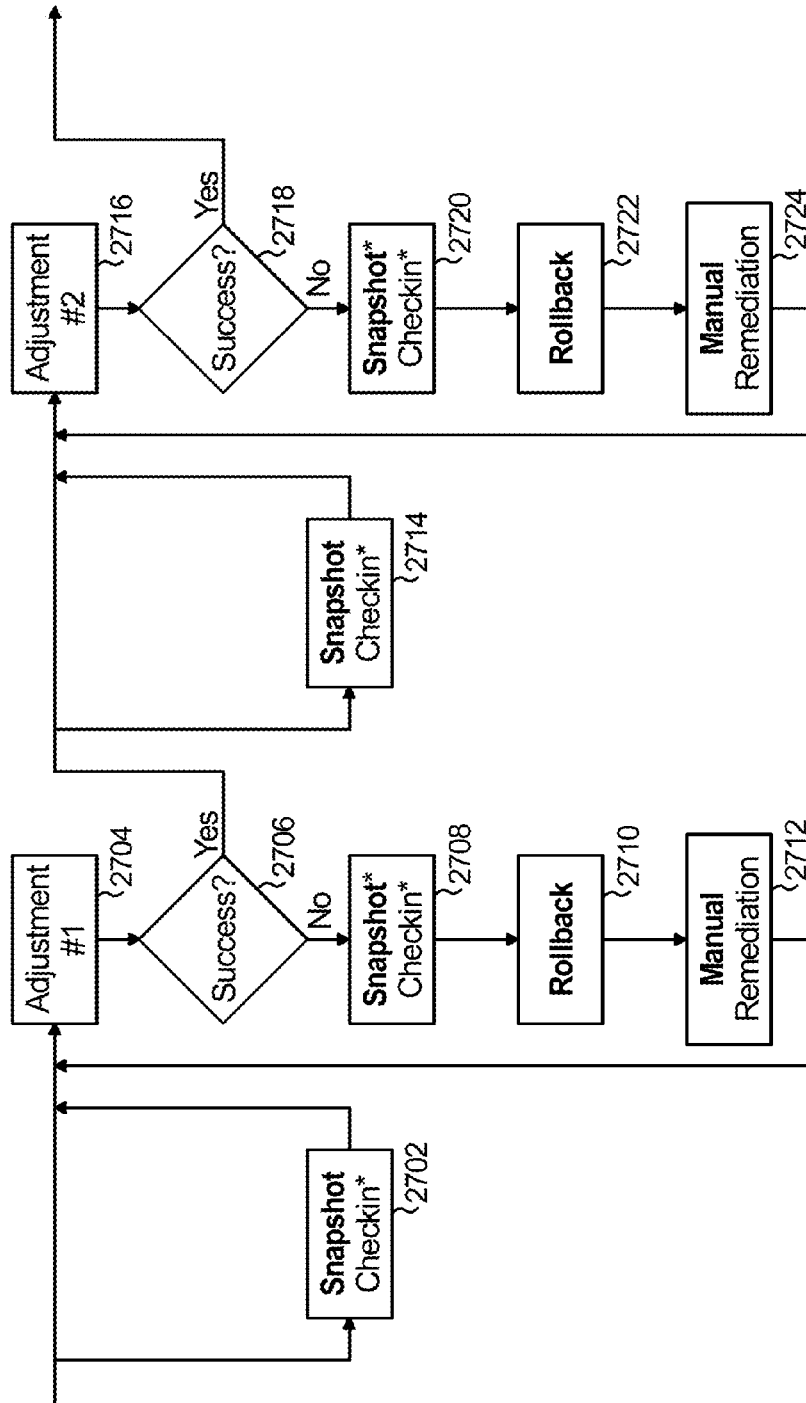 Snapshot
Checkin*
2702
Adjustment
#1
2704
Success?
2706
Yes
No
Snapshot*
Checkin*
2708
Rollback
2710
Manual
Remediation
2712
Snapshot
Checkin*
2714
Adjustment
#2
2716
Success?
2718
Yes
No
Snapshot*
Checkin*
2720
Rollback
2722
Manual
Remediation
2724